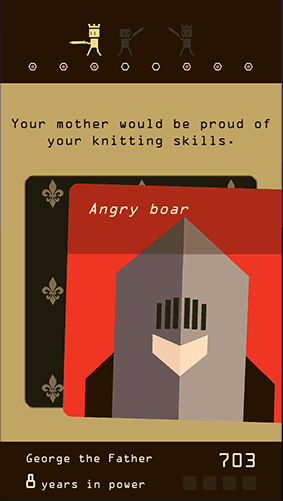 Your mother would be proud of
your knitting skills.
Angry boar
George the Father
703
8 years in power